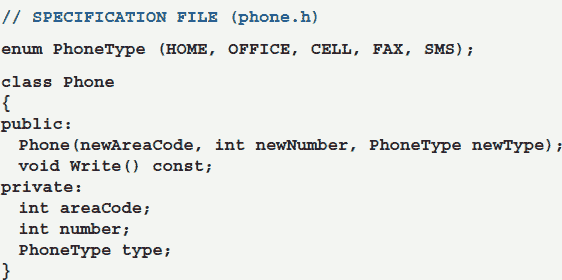 // SPECIFICATION FILE (phone.h)
enum PhoneType (HOME, OFFICE, CELL, FAX, SMS);
class Phone
{
public:
Phone(newAreaCode, int newNumber, PhoneType newType);
void Write() const;
private:
int areaCode;
int number;
PhoneType type;
}